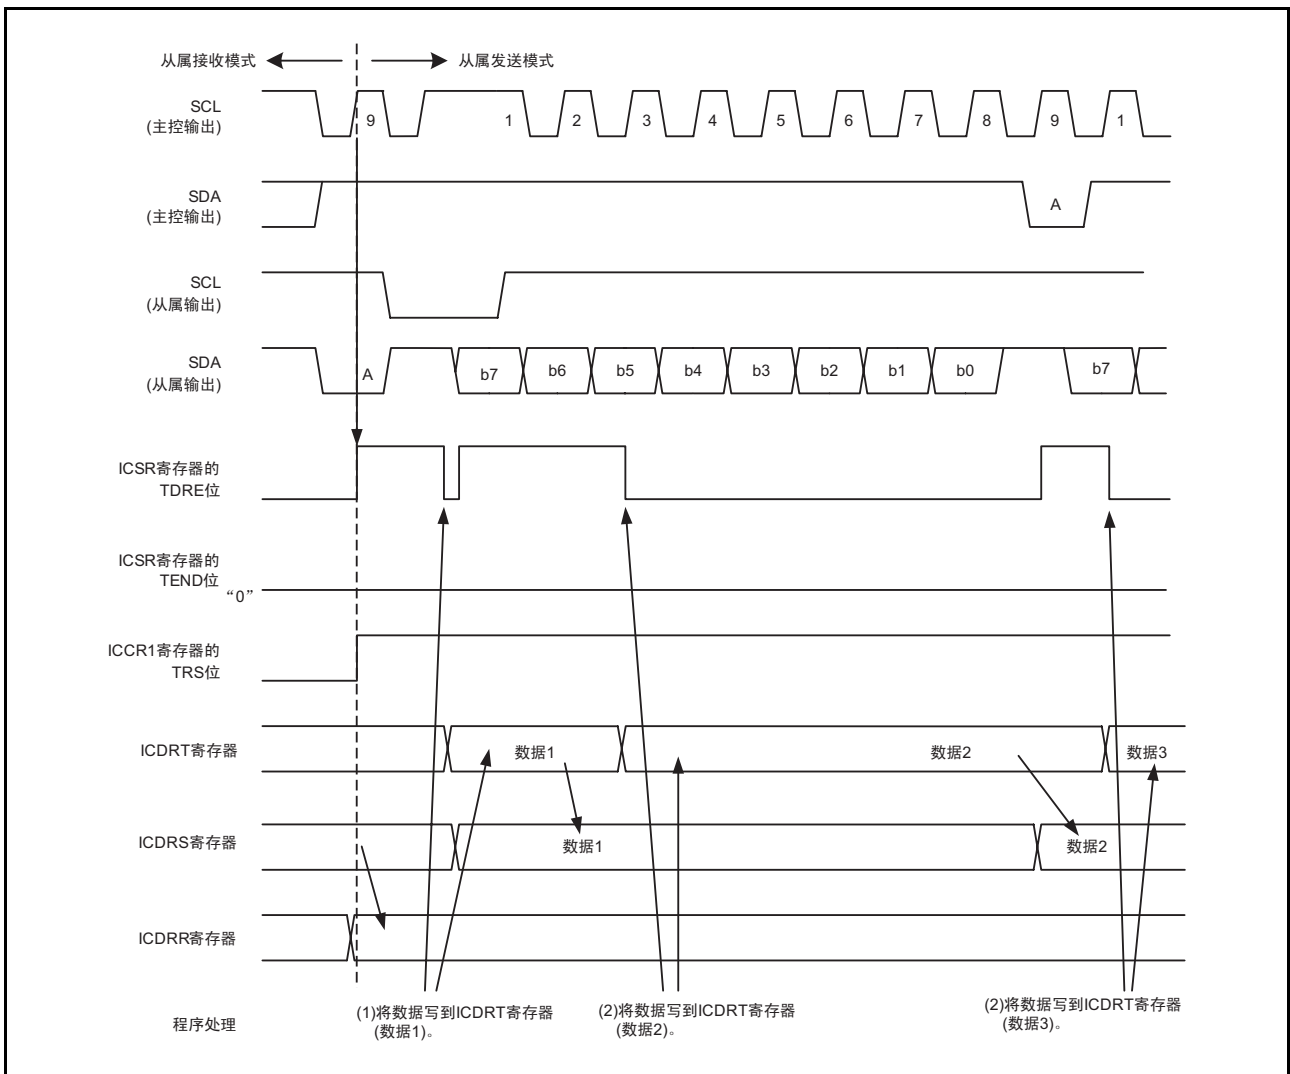 从属接收模式 从属发送模式
SCL
(主控输出)
9 1 2 3 4 5 6 7 8 9 1
SDA
(主控输出)
A
SCL
(从属输出)
SDA
(从属输出)
A b7 b6 b5 b4 b3 b2 b1 b0 b7
ICSR寄存器的
TDRE位
ICSR寄存器的
TEND位
“0”
ICCR1寄存器的
TRS位
ICDRT寄存器 数据1 数据2 数据3
ICDRS寄存器 数据1 数据2
ICDRR寄存器
程序处理
(1)将数据写到ICDRT寄存器
(数据1)。
(2)将数据写到ICDRT寄存器
(数据2)。
(2)将数据写到ICDRT寄存器
(数据3)。